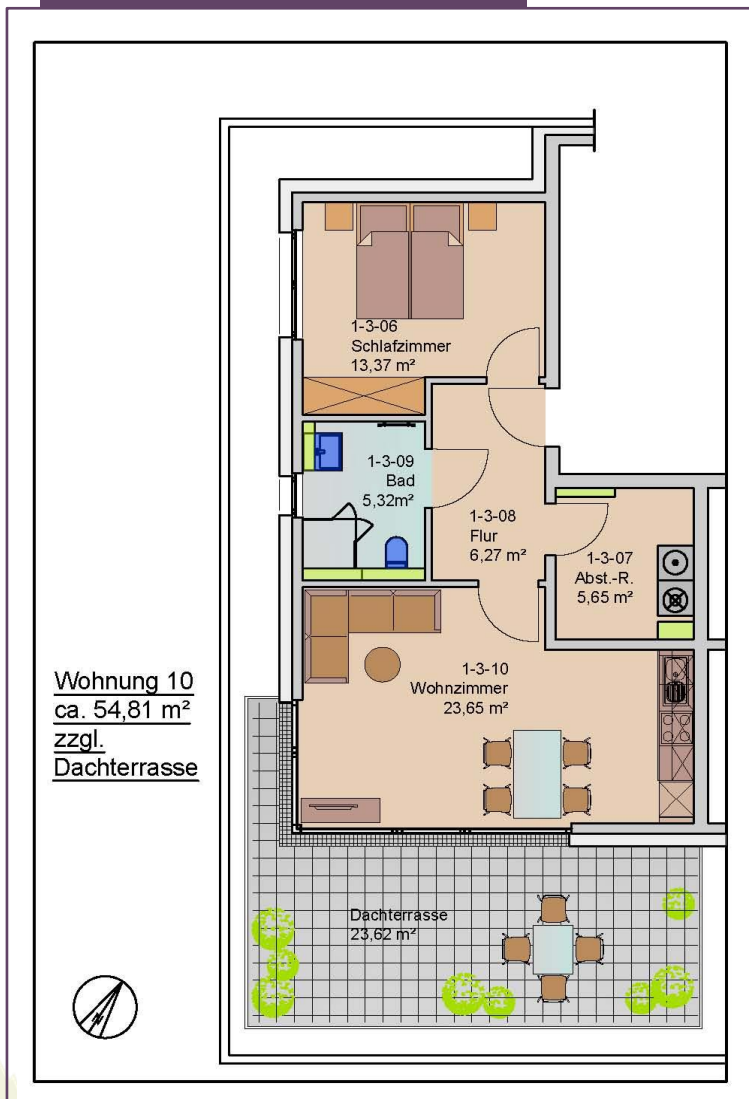 1-3-06
Schlafzimmer
13,37 m²
1-3-09
Bad
5,32m²
1-3-08
Flur
6,27 m²
1-3-07
Abst.-R.
5,65 m²
1-3-10
Wohnzimmer
23,65 m²
Wohnung 10
ca. 54,81 m²
zzgl.
Dachterrasse
Dachterrasse
23,62 m²
N